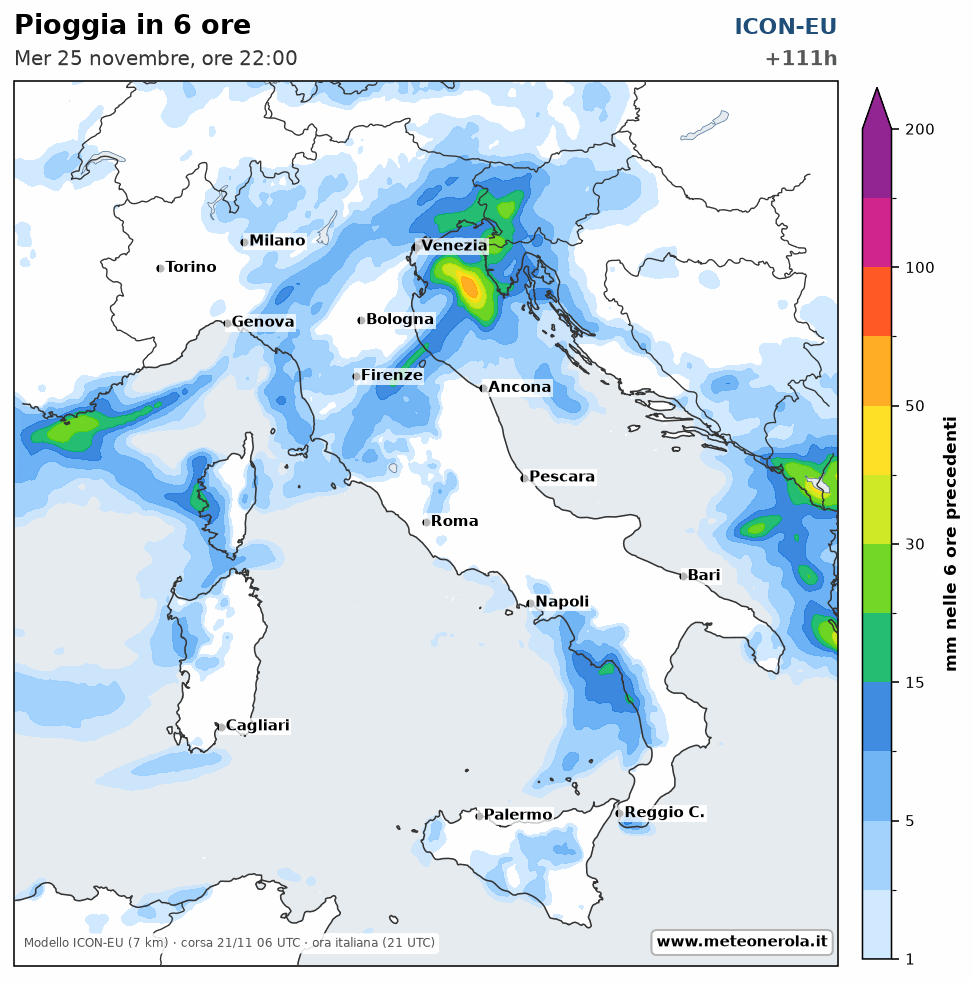 Pioggia in 6 ore
ICON-EU
Mer 25 novembre, ore 22:00
+111h
200
Venezia
Milano
Torino
100
Bologna
Genova
Firenze
Ancona
50
Pescara
Roma
30
Bari
Napoli
15
Cagliari
Palermo
Reggio C.
5
1
mm nelle 6 ore precedenti
Modello ICON-EU (7 km) · corsa 21/11 06 UTC · ora italiana (21 UTC)
www.meteonerola.it